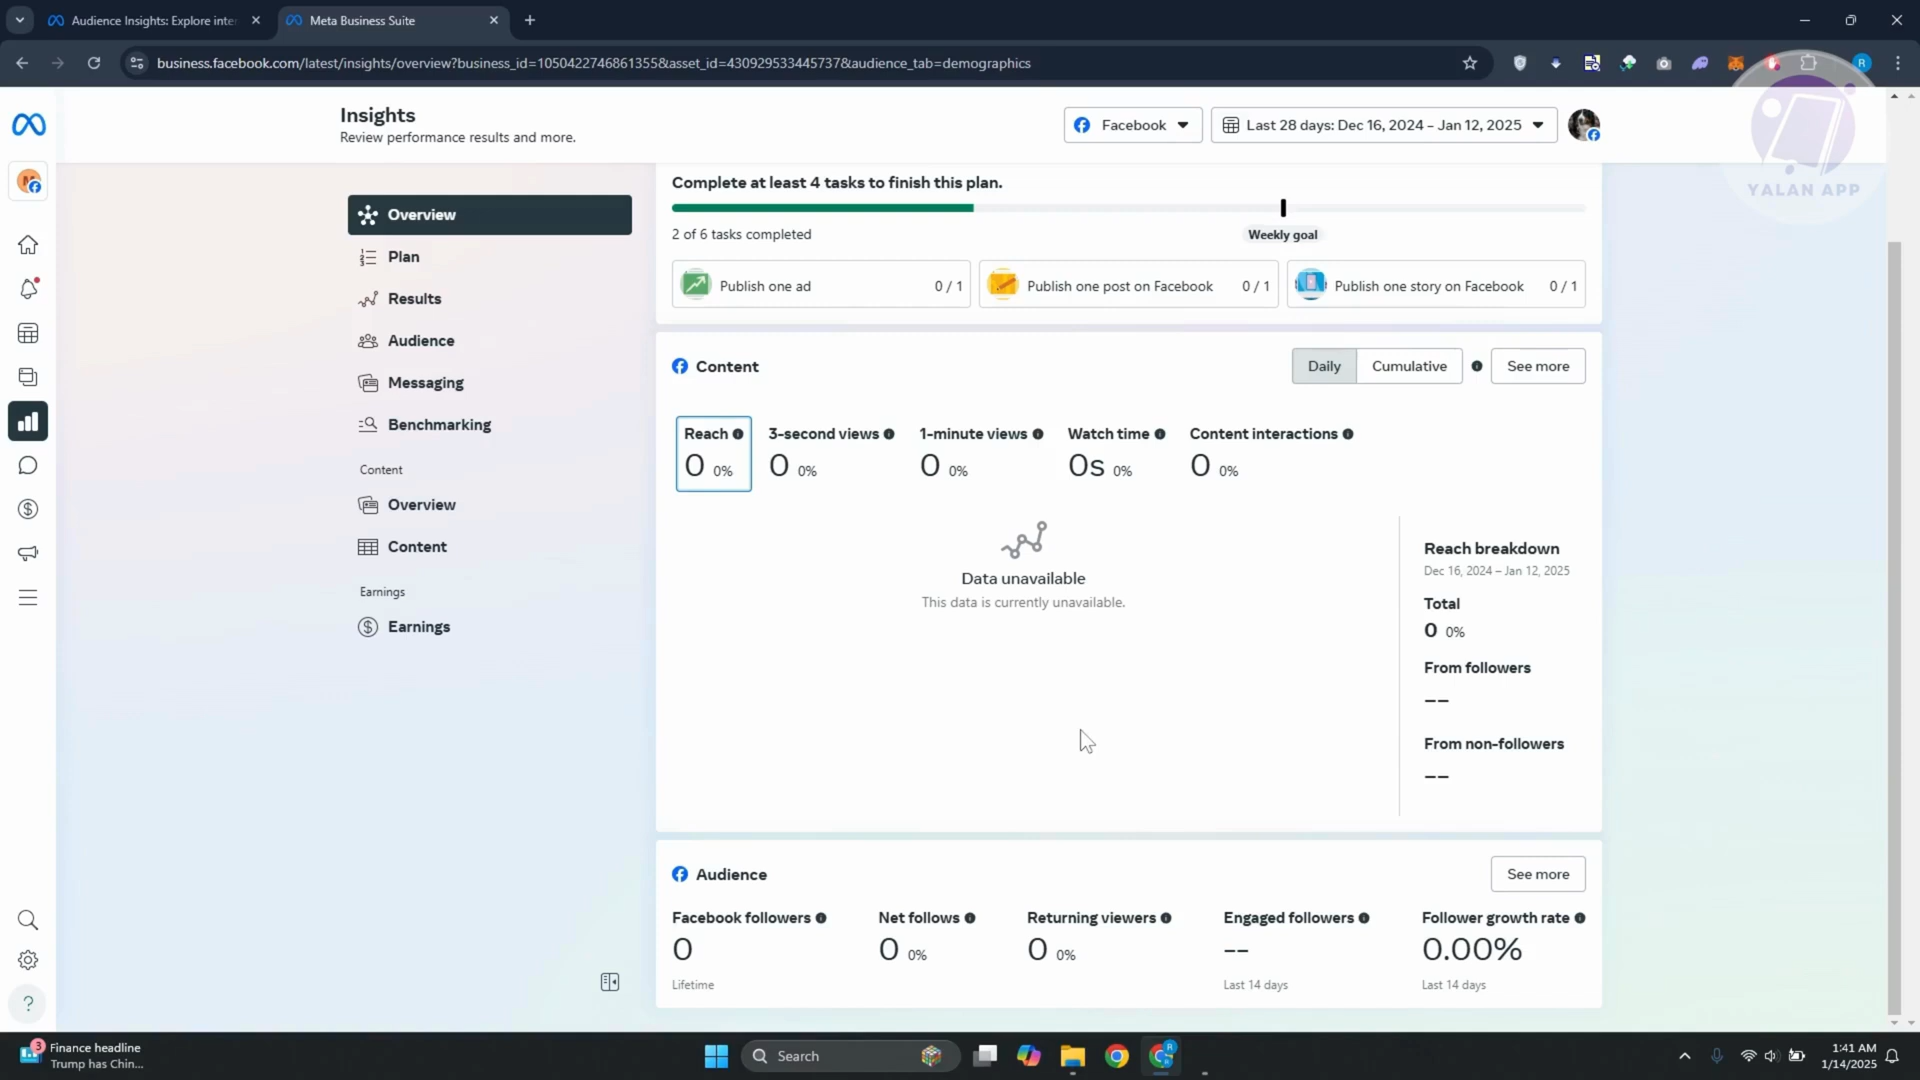 Audience Insights: Explore inter
Meta Business Suite
business.facebook.com/latest/insights/overview?business_id=1050422746861355&asset_id=430929533445737&audience_tab=demographics
R
Insights
Review performance results and more.
Facebook
Last 28 days: Dec 16, 2024 – Jan 12, 2025
YALAN APP
Complete at least 4 tasks to finish this plan.
2 of 6 tasks completed
Weekly goal
Publish one ad 0 / 1
Publish one post on Facebook 0 / 1
Publish one story on Facebook 0 / 1
Overview
Plan
Results
Audience
Messaging
Benchmarking
Content
Overview
Content
Earnings
Earnings
Content
Daily
Cumulative
See more
Reach
0 0%
3-second views
0 0%
1-minute views
0 0%
Watch time
0s 0%
Content interactions
0 0%
Data unavailable
This data is currently unavailable.
Reach breakdown
Dec 16, 2024 – Jan 12, 2025
Total
0 0%
From followers
--
From non-followers
--
Audience
See more
Facebook followers
0
Lifetime
Net follows
0 0%
Returning viewers
0 0%
Engaged followers
--
Last 14 days
Follower growth rate
0.00%
Last 14 days
3
Finance headline
Trump has Chin...
Search
1:41 AM
1/14/2025